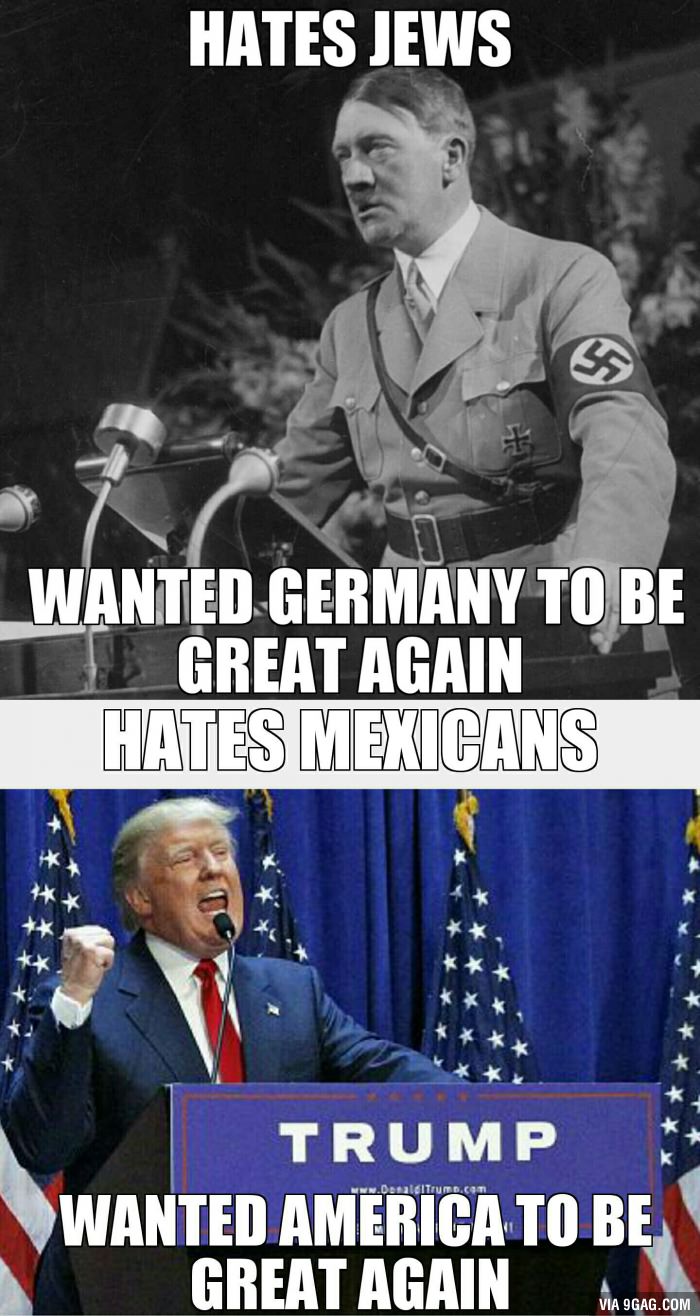 HATES JEWS
WANTED GERMANY TO BE
GREAT AGAIN
HATES MEXICANS
TRUMP
www.DonaldJTrump.com
WANTED AMERICA TO BE
GREAT AGAIN
VIA 9GAG.COM